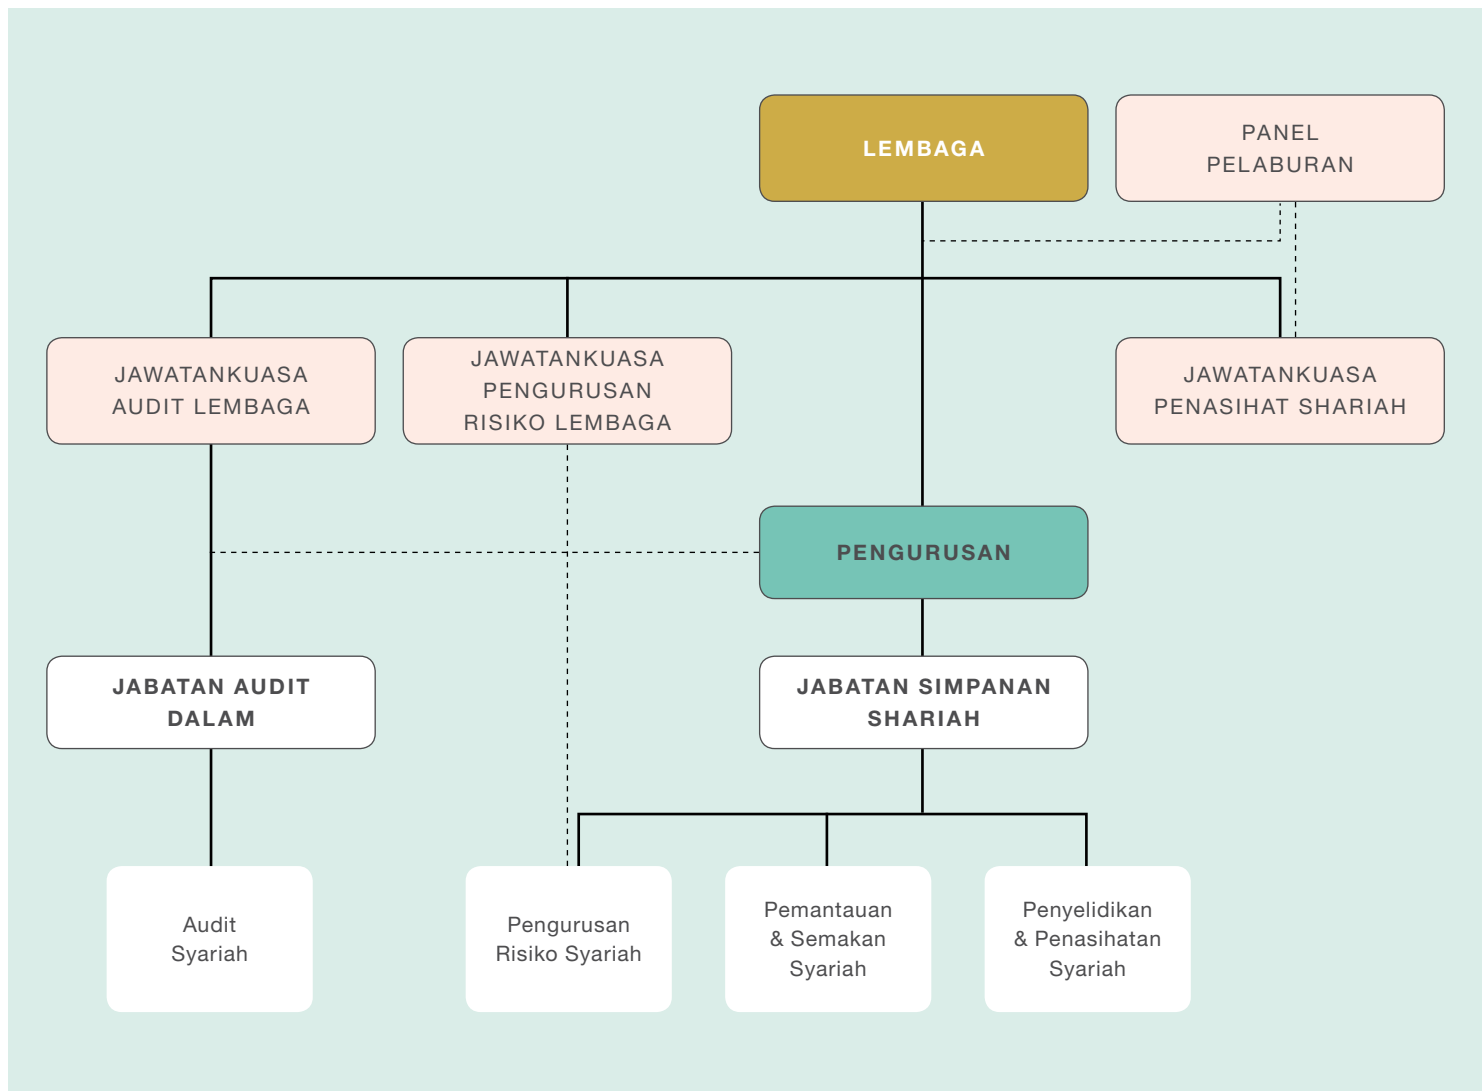 LEMBAGA
PANEL
PELABURAN
JAWATANKUASA
AUDIT LEMBAGA
JAWATANKUASA
PENGURUSAN
RISIKO LEMBAGA
JAWATANKUASA
PENASIHAT SHARIAH
PENGURUSAN
JABATAN AUDIT
DALAM
JABATAN SIMPANAN
SHARIAH
Audit
Syariah
Pengurusan
Risiko Syariah
Pemantauan
& Semakan
Syariah
Penyelidikan
& Penasihatan
Syariah